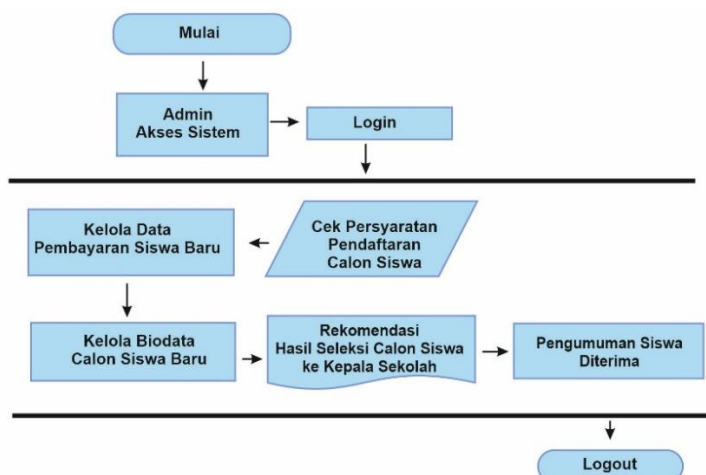 Mulai
Admin
Akses Sistem
Login
Cek Persyaratan
Pendaftaran
Calon Siswa
Kelola Data
Pembayaran Siswa Baru
Kelola Biodata
Calon Siswa Baru
Rekomendasi
Hasil Seleksi Calon Siswa
ke Kepala Sekolah
Pengumuman Siswa
Diterima
Logout